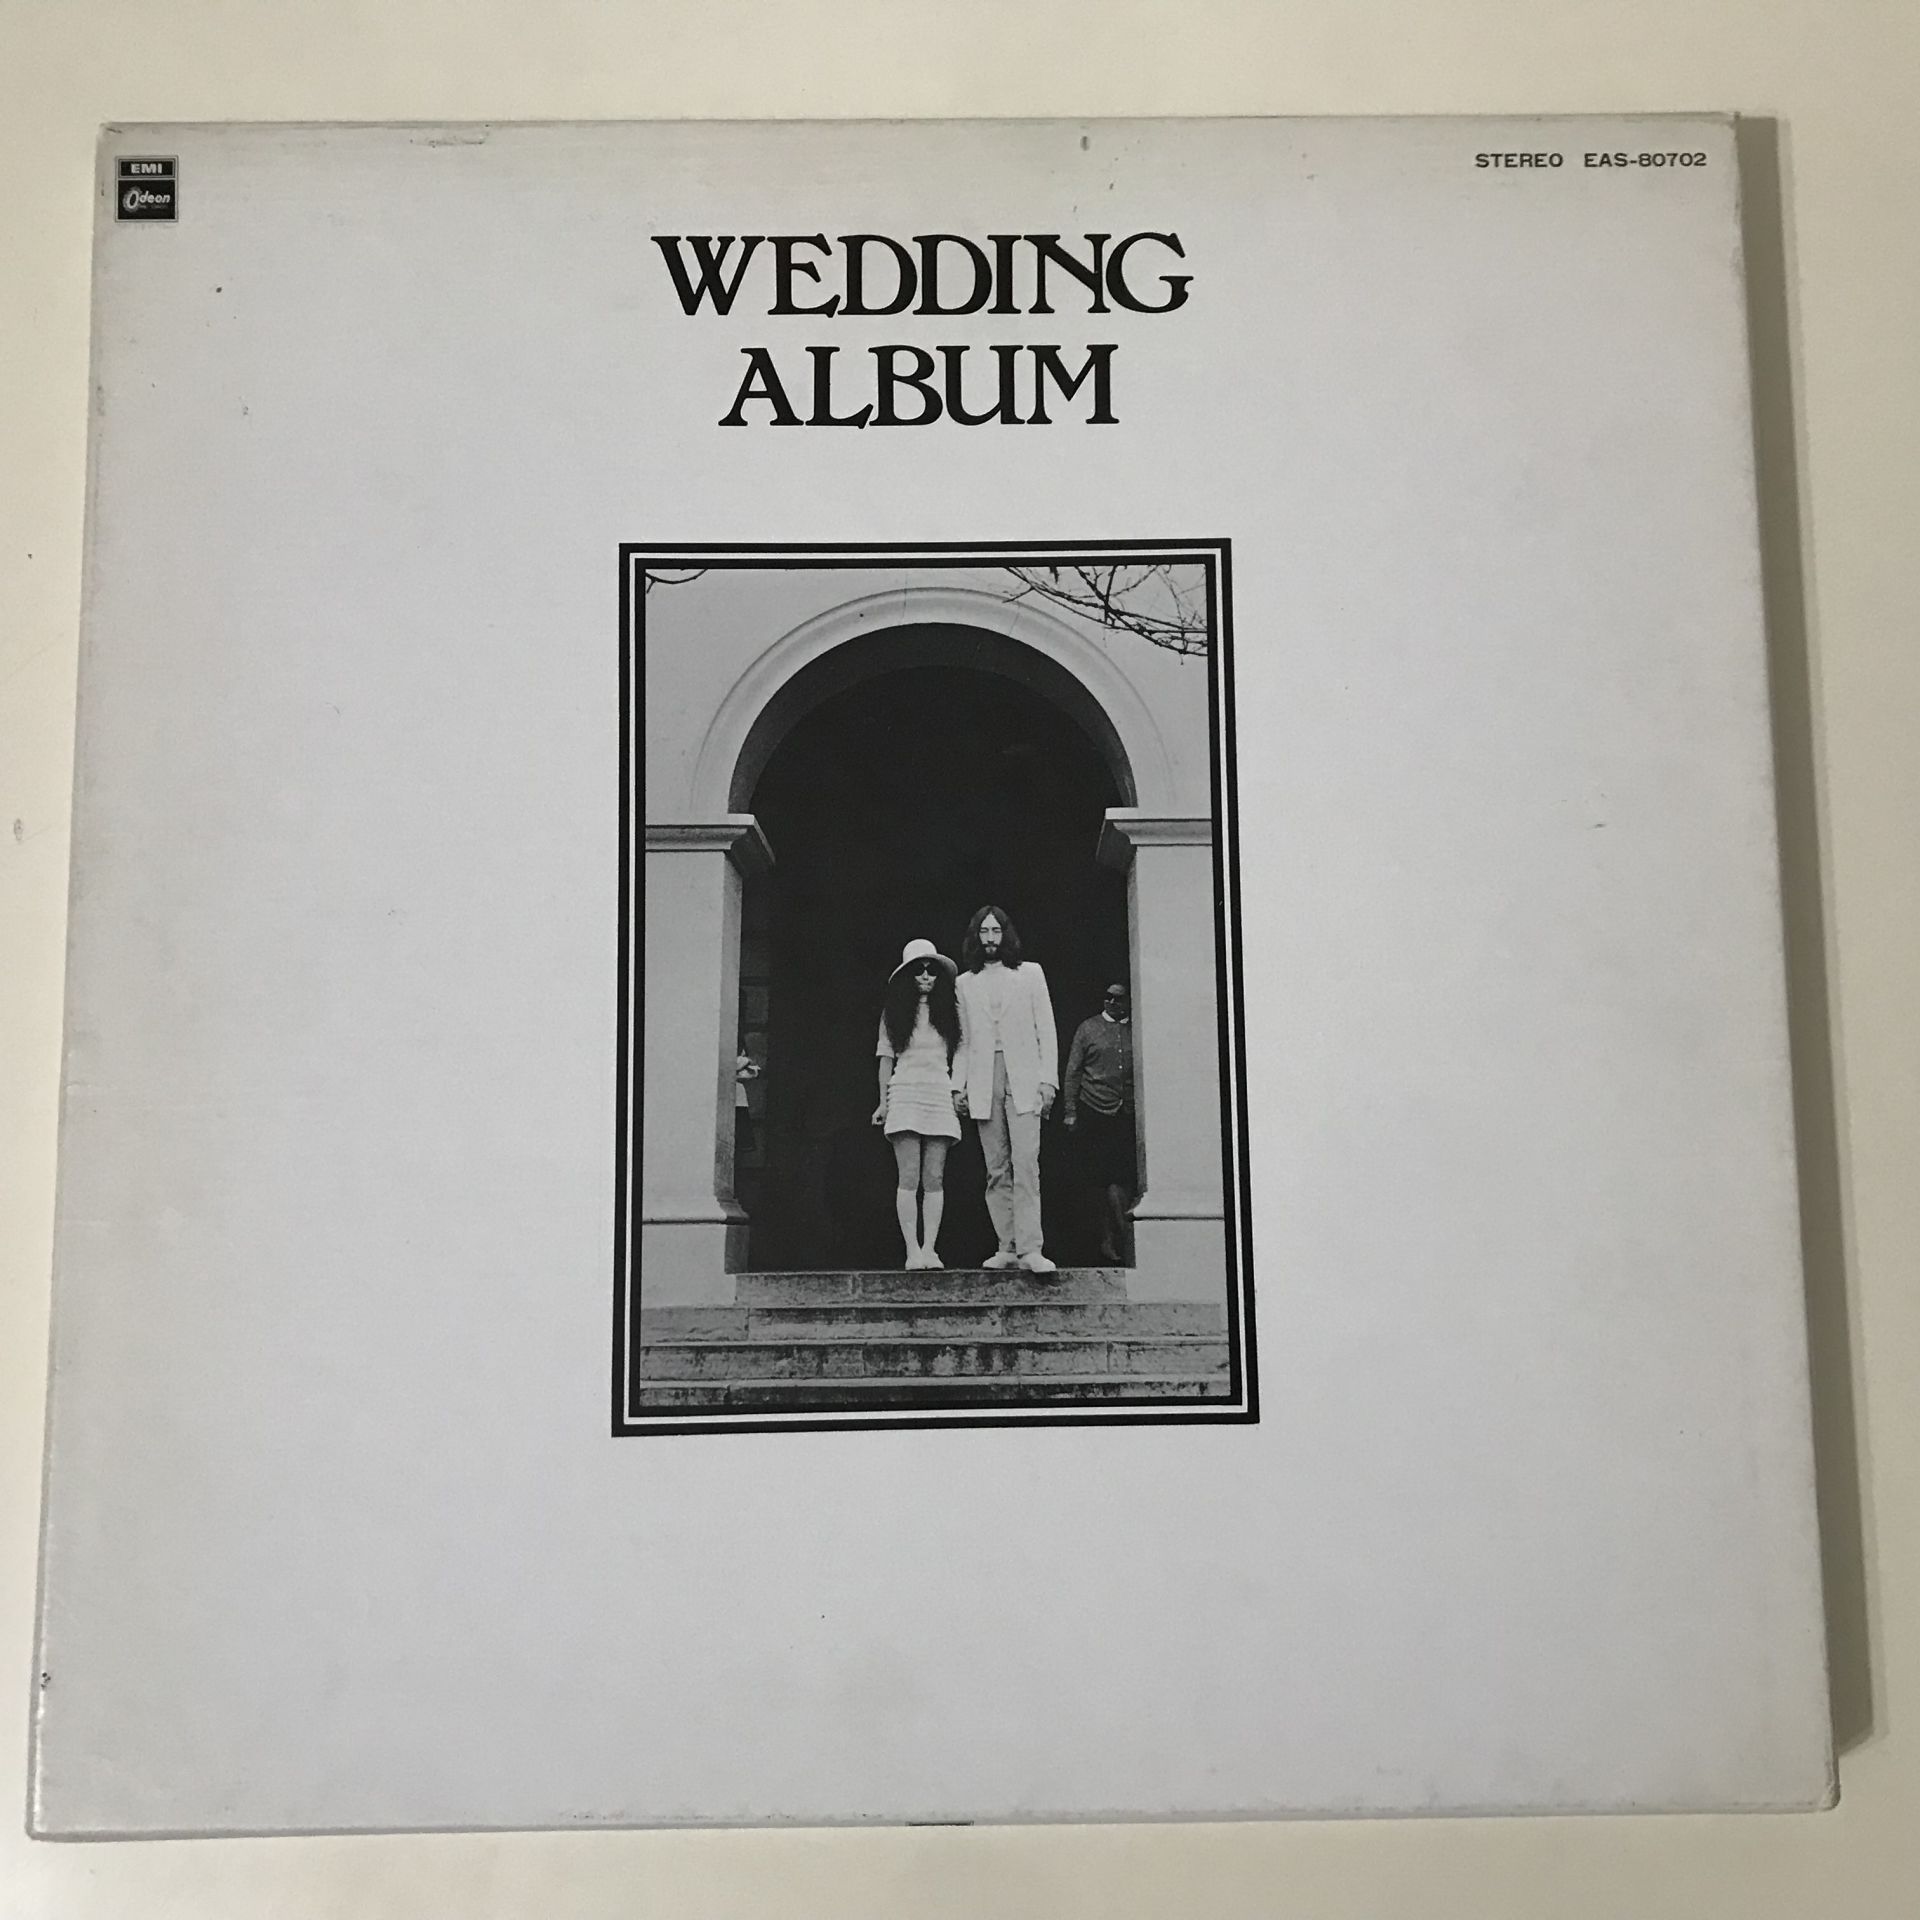 EMI
Odeon
STEREO EAS-80702
WEDDING
ALBUM